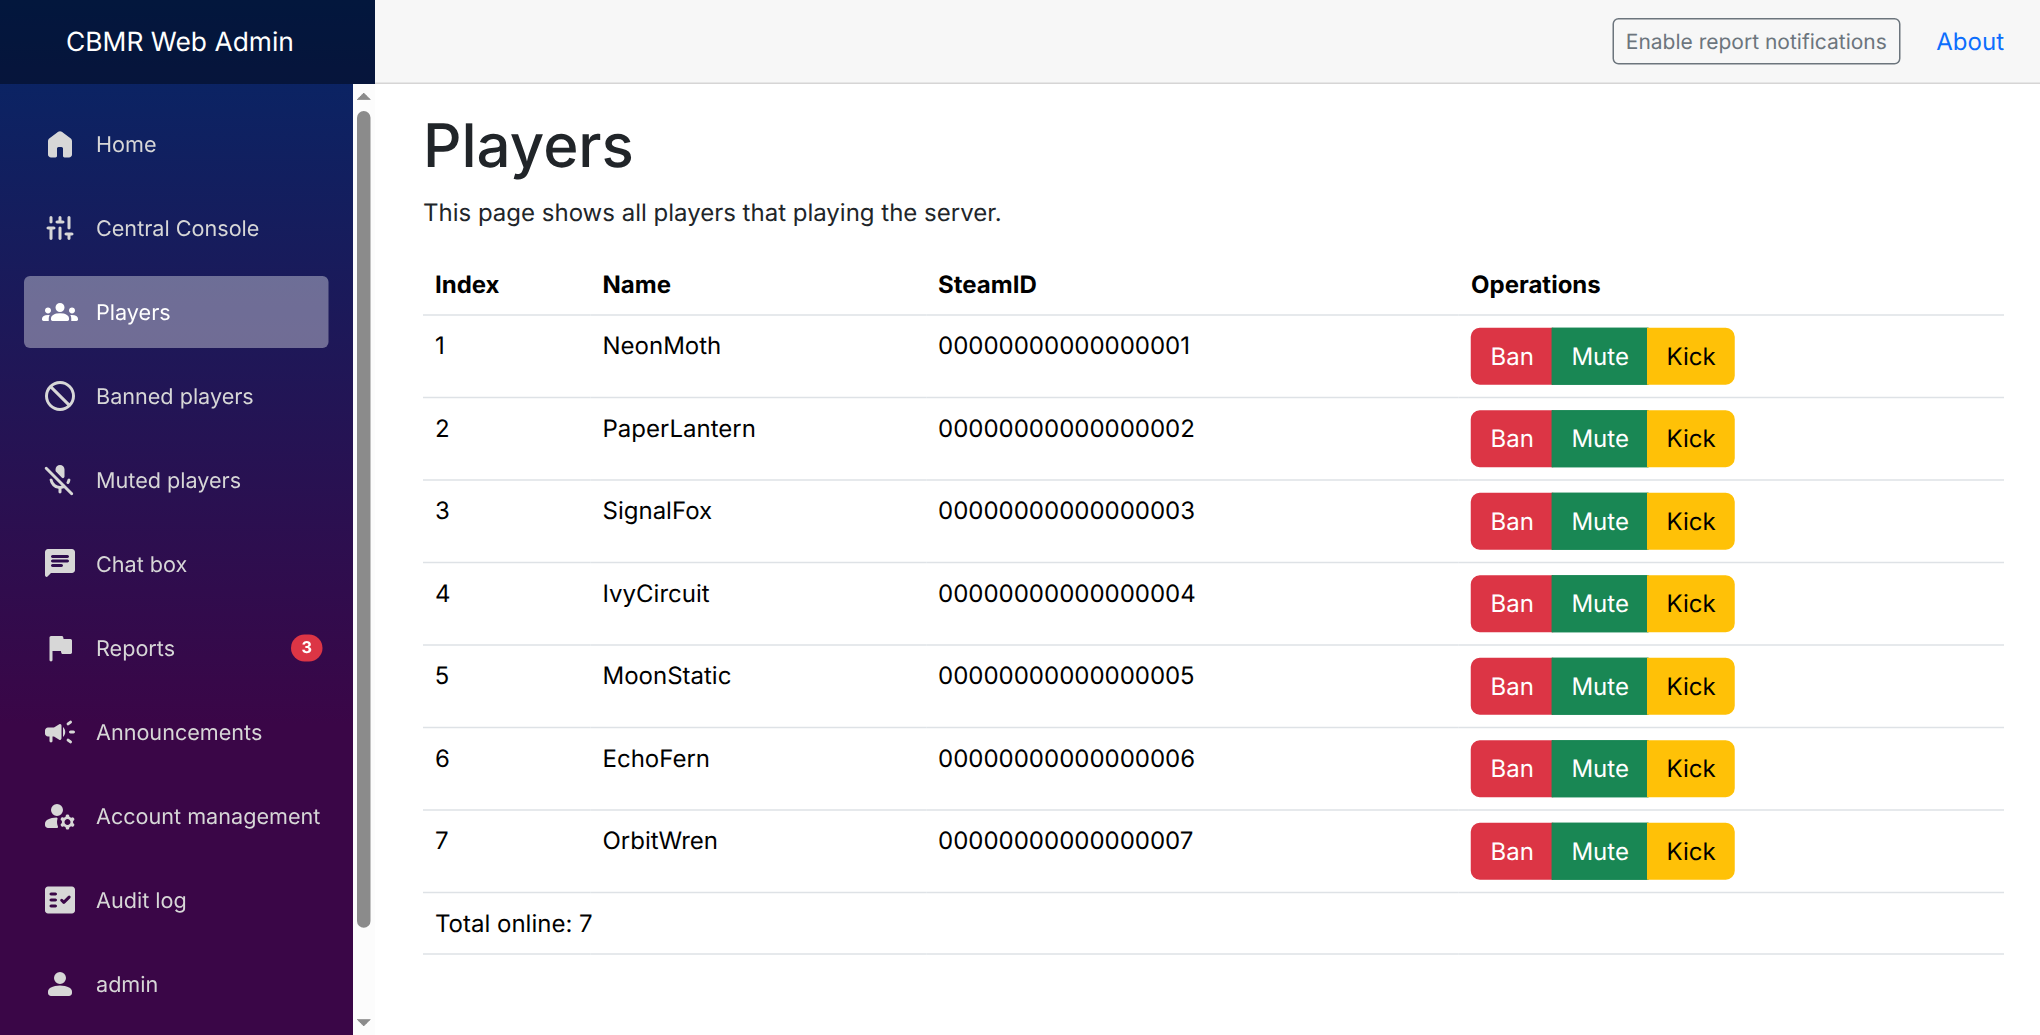 CBMR Web Admin
Enable report notifications
About
Home
Central Console
Players
Banned players
Muted players
Chat box
Reports 3
Announcements
Account management
Audit log
admin
Players
This page shows all players that playing the server.
Index Name SteamID Operations
1 NeonMoth 00000000000000001 Ban Mute Kick
2 PaperLantern 00000000000000002 Ban Mute Kick
3 SignalFox 00000000000000003 Ban Mute Kick
4 IvyCircuit 00000000000000004 Ban Mute Kick
5 MoonStatic 00000000000000005 Ban Mute Kick
6 EchoFern 00000000000000006 Ban Mute Kick
7 OrbitWren 00000000000000007 Ban Mute Kick
Total online: 7